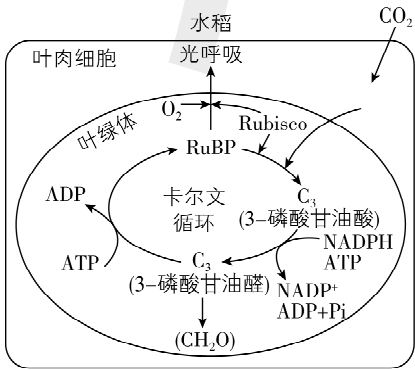 水稻
CO₂
叶肉细胞
光呼吸
O₂
Rubisco
叶绿体
RuBP
ADP
卡尔文
循环
C₃
(3-磷酸甘油酸)
NADPH
ATP
ATP
C₃
(3-磷酸甘油醛)
NADP⁺
ADP+Pi
(CH₂O)